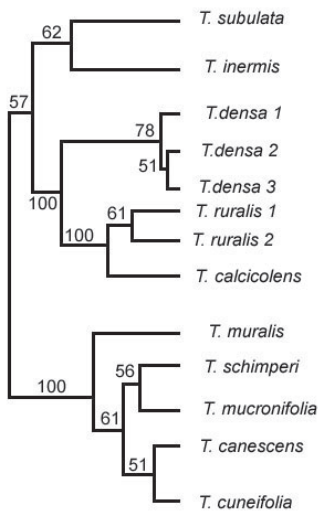 T. subulata
62
T. inermis
57
T.densa 1
78
T.densa 2
51
T.densa 3
100
T. ruralis 1
61
100
T. ruralis 2
T. calcicolens
T. muralis
100
T. schimperi
56
T. mucronifolia
61
T. canescens
51
T. cuneifolia